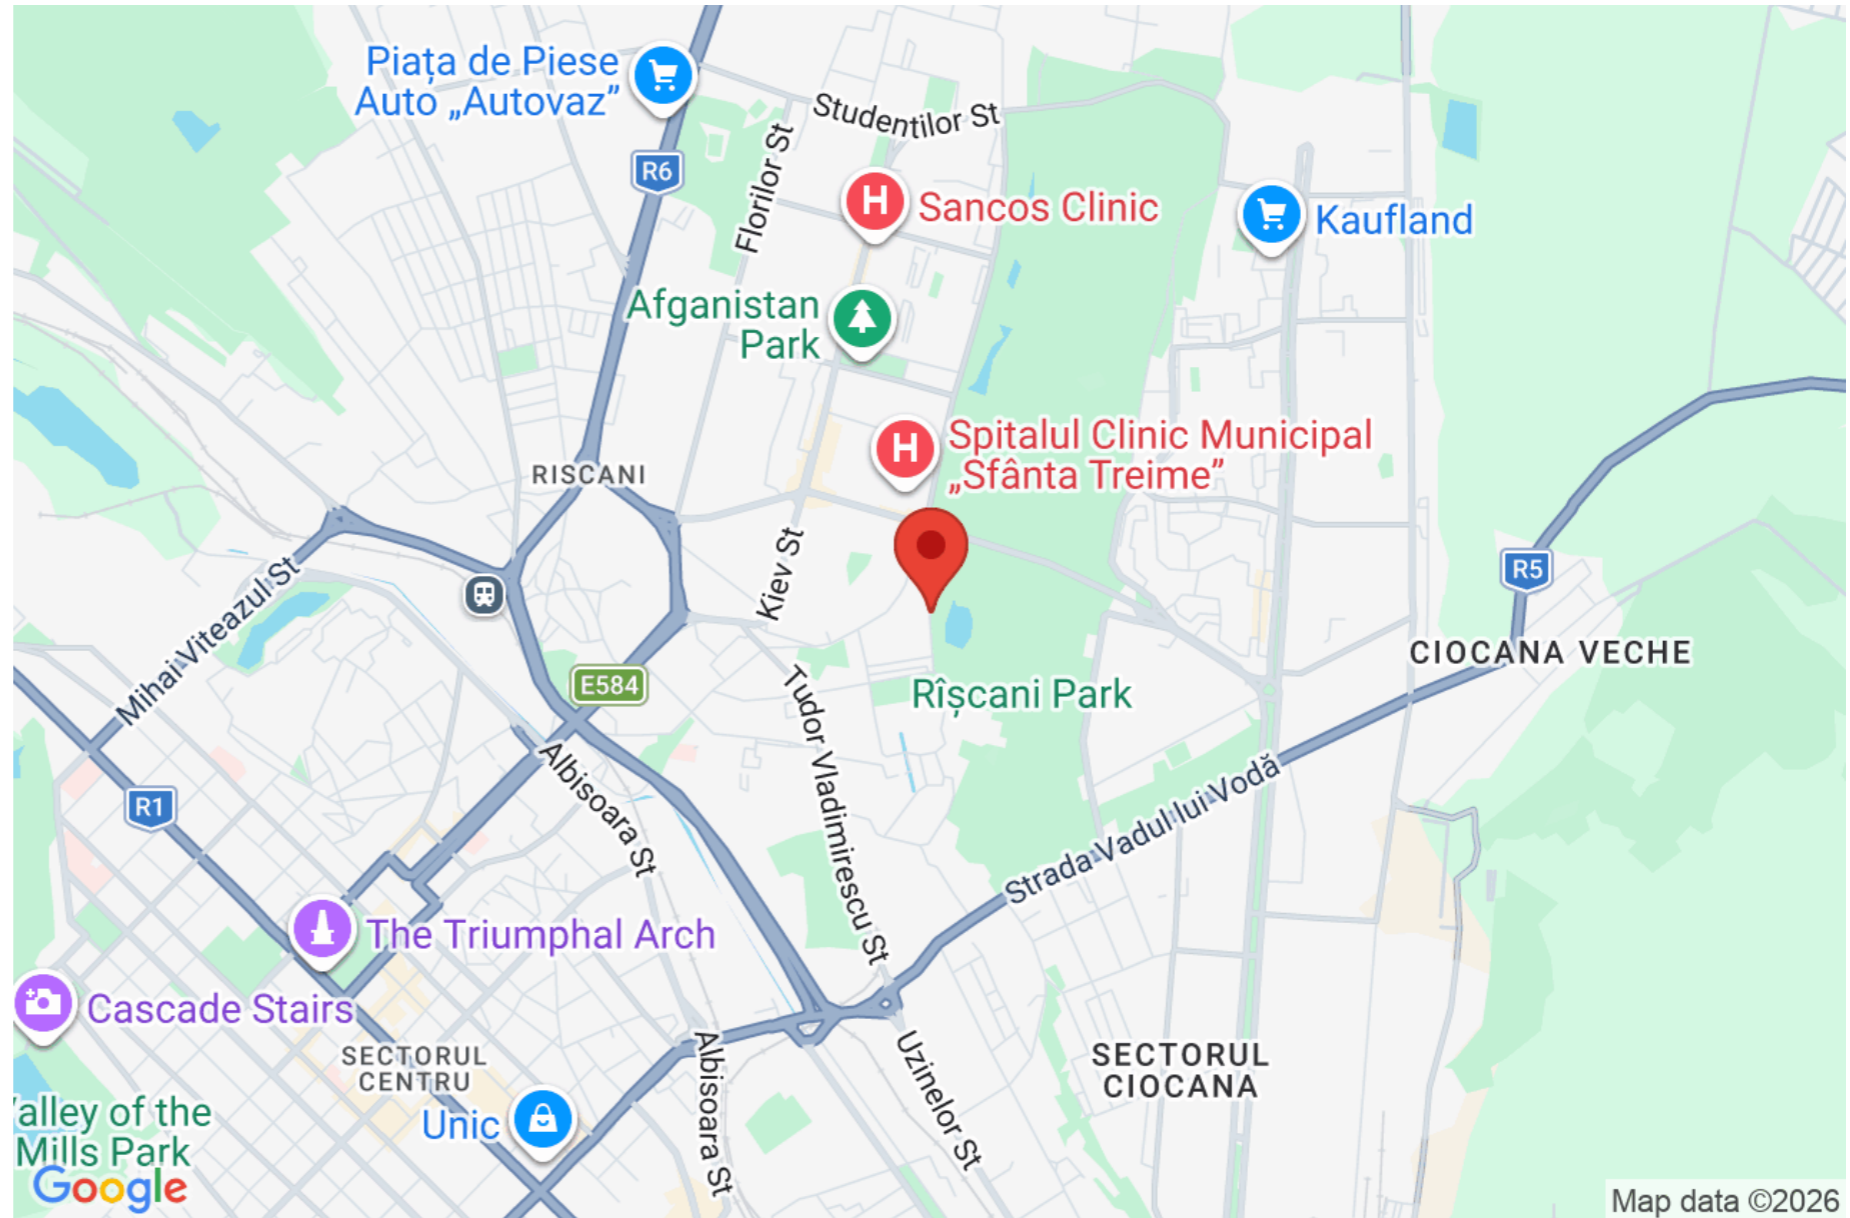 Piața de Piese
Auto „Autovaz”
Studentilor St
R6
Florilor St
Sancos Clinic
Kaufland
Afganistan
Park
Spitalul Clinic Municipal
„Sfânta Treime”
RISCANI
Kiev St
Mihai Viteazul St
R5
CIOCANA VECHE
E584
Rîșcani Park
Tudor Vladimirescu St
Albisoara St
Strada Vadul lui Vodă
R1
The Triumphal Arch
Cascade Stairs
SECTORUL
CENTRU
Albisoara St
Uzinelor St
SECTORUL
CIOCANA
Unic
alley of the
Mills Park
Google
Map data ©2026